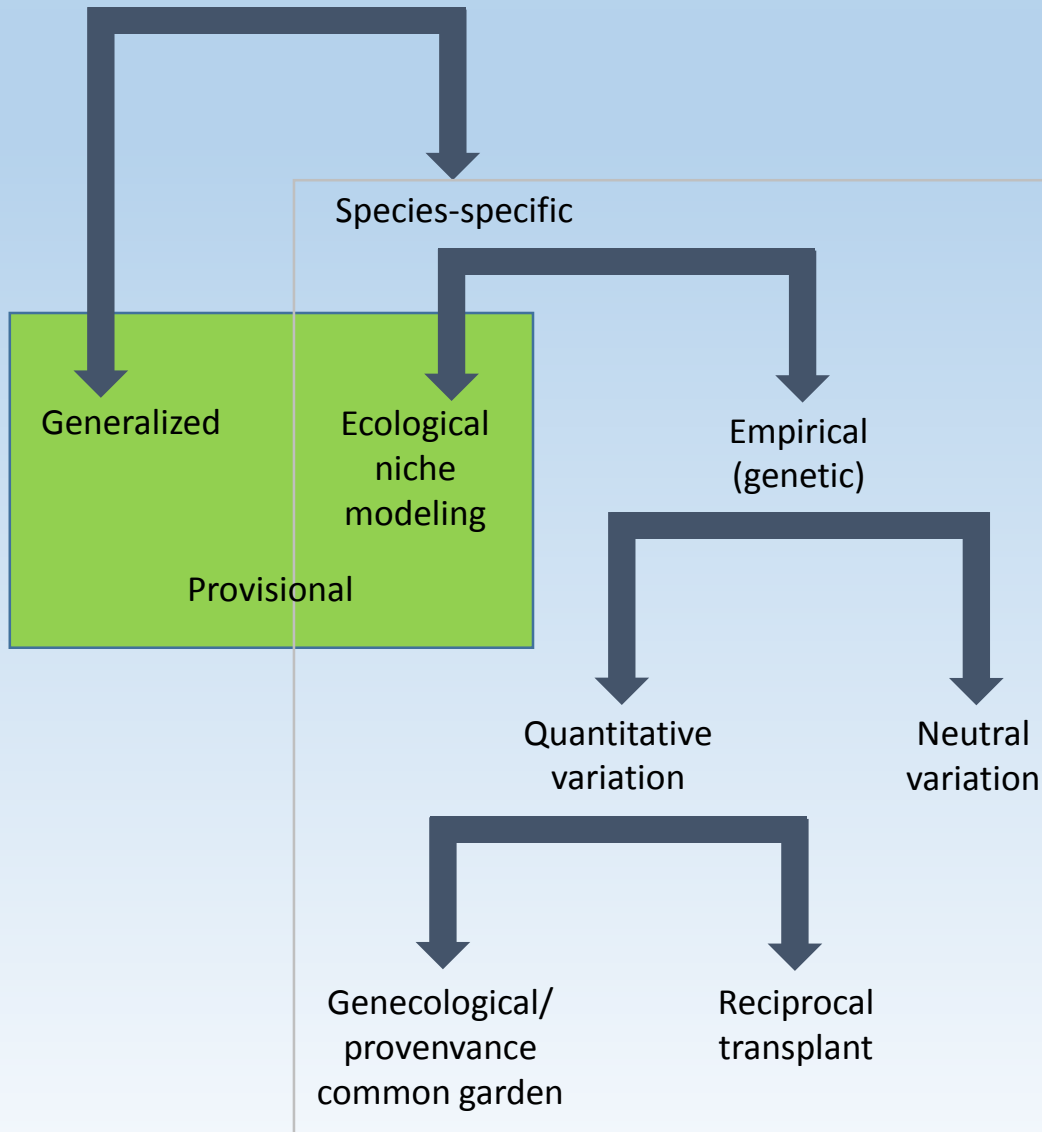 Species-specific
Generalized
Ecological
niche
modeling
Empirical
(genetic)
Provisional
Quantitative
variation
Neutral
variation
Genecological/
provenvance
common garden
Reciprocal
transplant